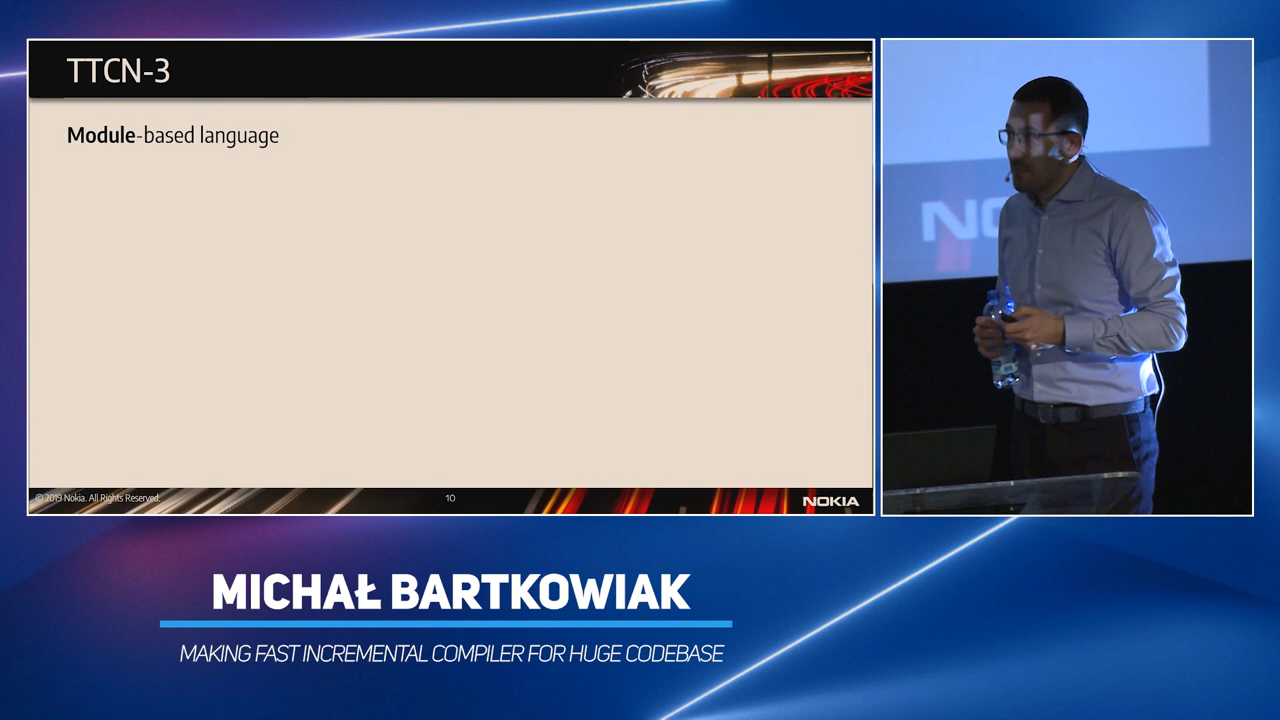 TTCN-3
Module-based language
© 2019 Nokia. All Rights Reserved.
10
NOKIA
NO
MICHAŁ BARTKOWIAK
MAKING FAST INCREMENTAL COMPILER FOR HUGE CODEBASE